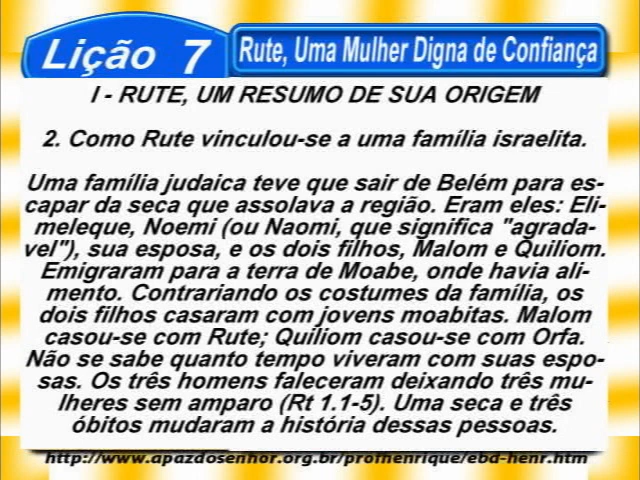 Lição 7
Rute, Uma Mulher Digna de Confiança
I - RUTE, UM RESUMO DE SUA ORIGEM
2. Como Rute vinculou-se a uma família israelita.
Uma família judaica teve que sair de Belém para es-
capar da seca que assolava a região. Eram eles: Eli-
meleque, Noemi (ou Naomi, que significa "agrada-
vel"), sua esposa, e os dois filhos, Malom e Quiliom.
Emigraram para a terra de Moabe, onde havia ali-
mento. Contrariando os costumes da família, os
dois filhos casaram com jovens moabitas. Malom
casou-se com Rute; Quiliom casou-se com Orfa.
Não se sabe quanto tempo viveram com suas espo-
sas. Os três homens faleceram deixando três mu-
lheres sem amparo (Rt 1.1-5). Uma seca e três
óbitos mudaram a história dessas pessoas.
http://www.apazdosenhor.org.br/profhenrique/ebd-henr.htm